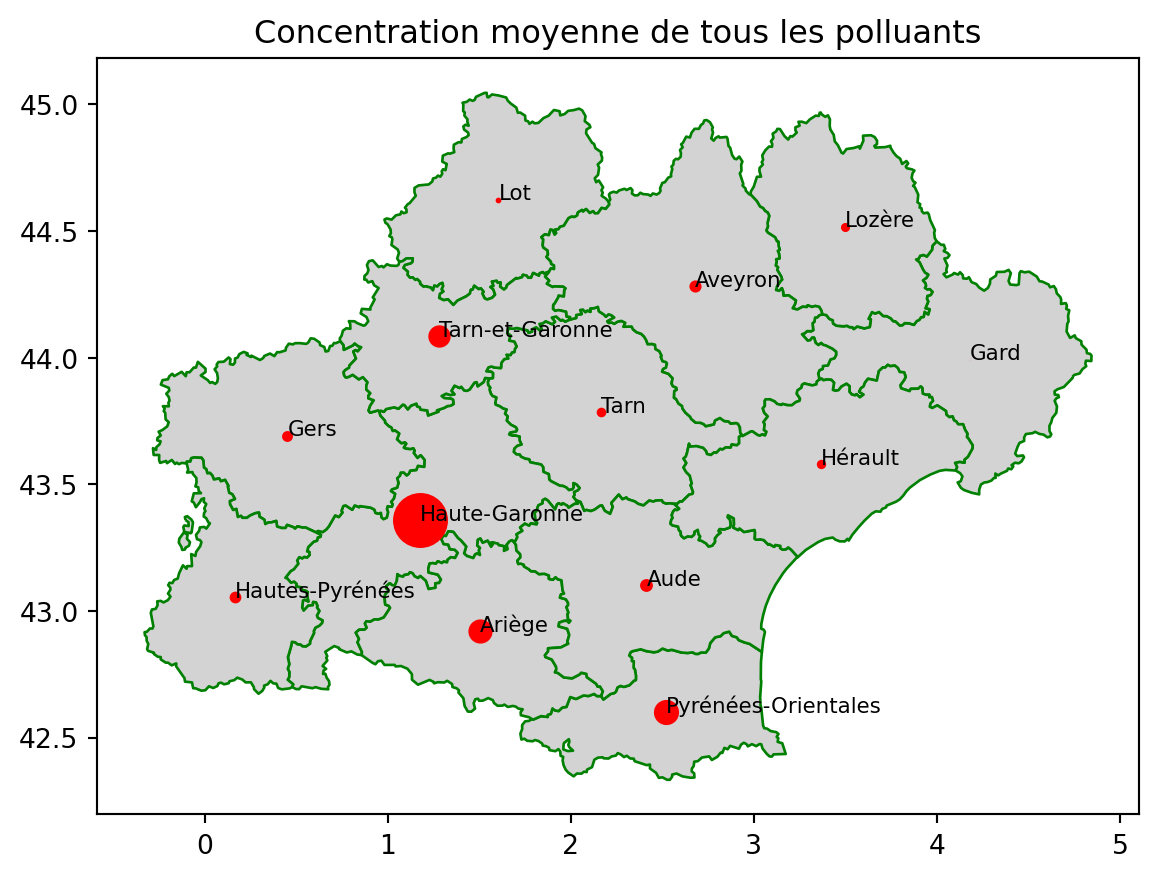 Concentration moyenne de tous les polluants
45.0
44.5
44.0
43.5
43.0
42.5
Lot
Lozère
Aveyron
Tarn-et-Garonne
Gard
Tarn
Gers
Hérault
Haute-Garonne
Aude
Hautes-Pyrénées
Ariège
Pyrénées-Orientales
0 1 2 3 4 5